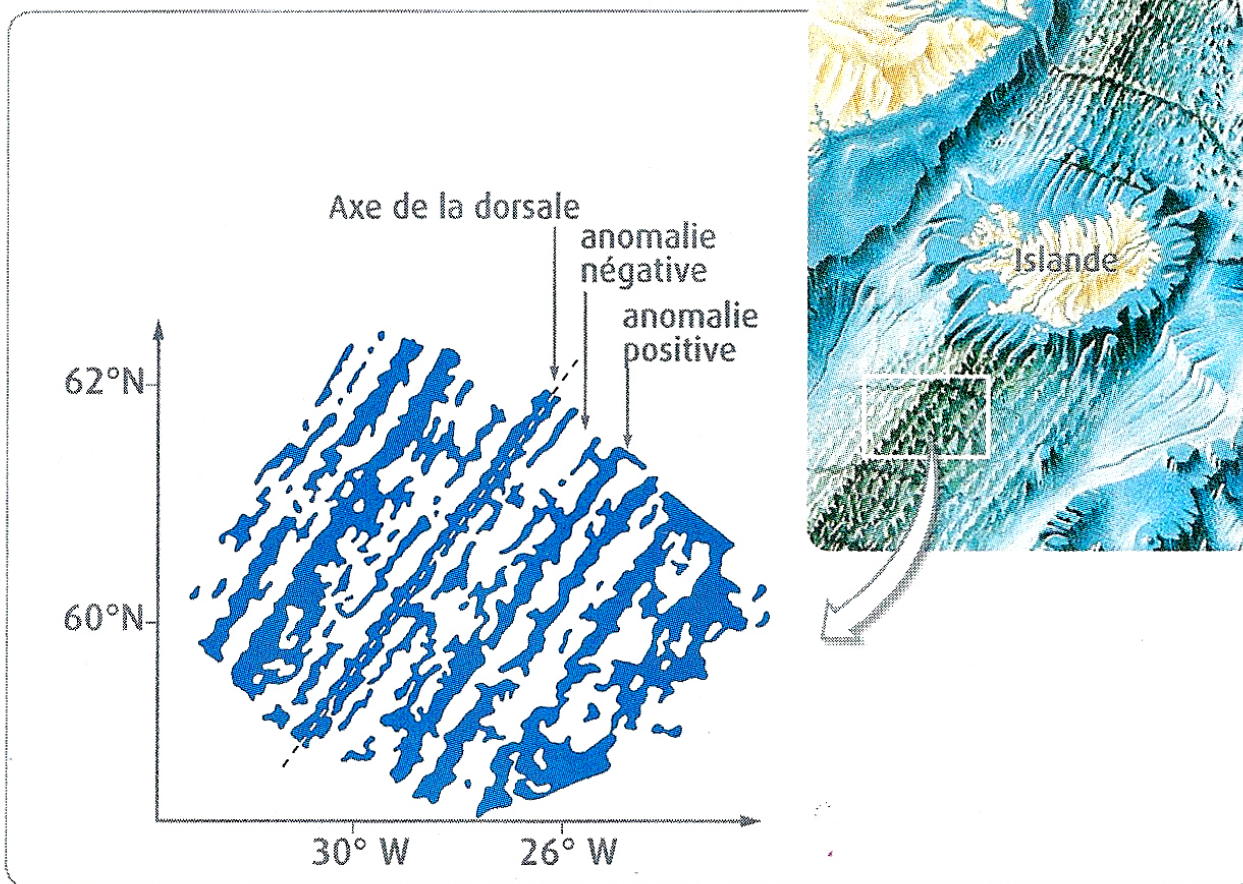 Axe de la dorsale
anomalie
négative
anomalie
positive
Islande
62°N
60°N
30° W
26° W